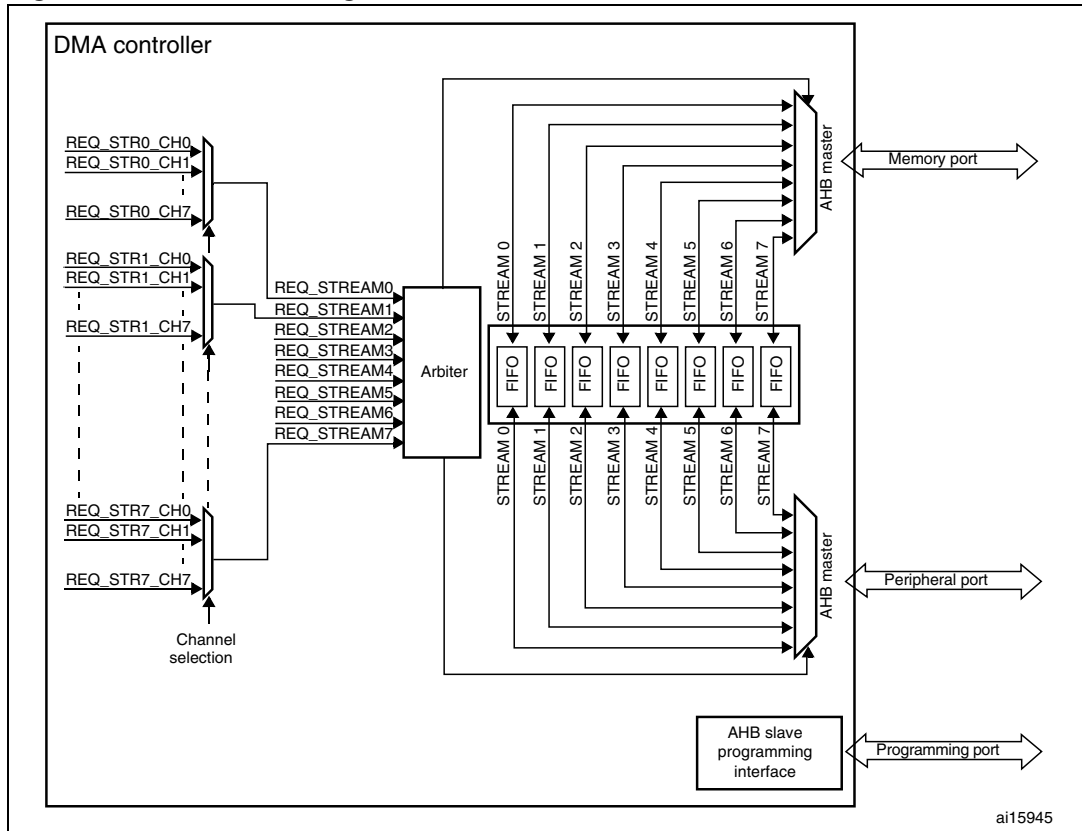 DMA controller
REQ_STR0_CH0
REQ_STR0_CH1
REQ_STR0_CH7
REQ_STR1_CH0
REQ_STR1_CH1
REQ_STR1_CH7
REQ_STR7_CH0
REQ_STR7_CH1
REQ_STR7_CH7
Channel
selection
REQ_STREAM0
REQ_STREAM1
REQ_STREAM2
REQ_STREAM3
REQ_STREAM4
REQ_STREAM5
REQ_STREAM6
REQ_STREAM7
Arbiter
STREAM 0
STREAM 1
STREAM 2
STREAM 3
STREAM 4
STREAM 5
STREAM 6
STREAM 7
FIFO
FIFO
FIFO
FIFO
FIFO
FIFO
FIFO
FIFO
STREAM 0
STREAM 1
STREAM 2
STREAM 3
STREAM 4
STREAM 5
STREAM 6
STREAM 7
AHB master
Memory port
AHB master
Peripheral port
AHB slave
programming
interface
Programming port
ai15945